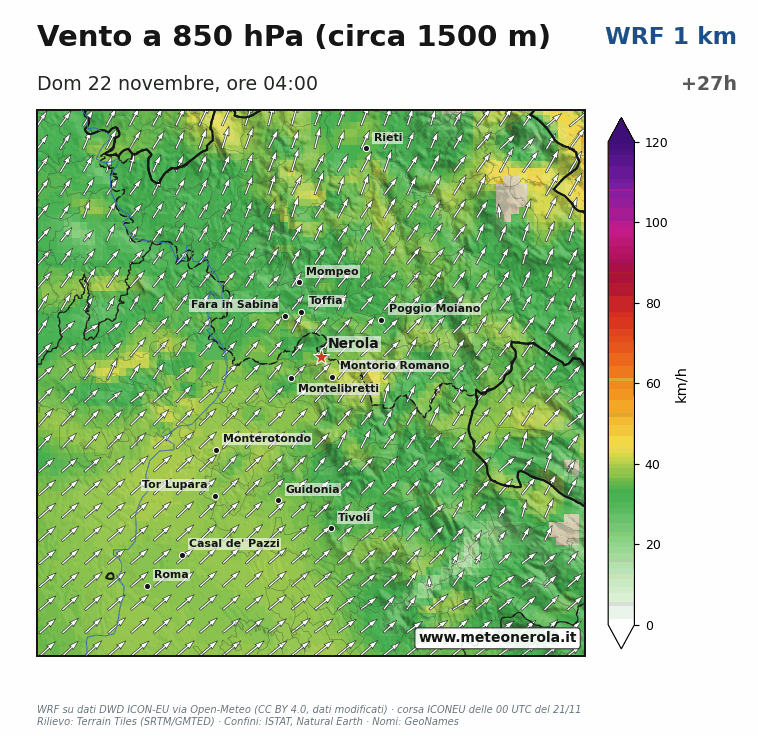 Vento a 850 hPa (circa 1500 m)
WRF 1 km
Dom 22 novembre, ore 04:00
+27h
Rieti
Mompeo
Fara in Sabina
Toffia
Poggio Moiano
Nerola
Montorio Romano
Montelibretti
Monterotondo
Tor Lupara
Guidonia
Tivoli
Casal de' Pazzi
Roma
www.meteonerola.it
120
100
80
60
40
20
0
km/h
WRF su dati DWD ICON-EU via Open-Meteo (CC BY 4.0, dati modificati) · corsa ICONEU delle 00 UTC del 21/11
Rilievo: Terrain Tiles (SRTM/GMTED) · Confini: ISTAT, Natural Earth · Nomi: GeoNames